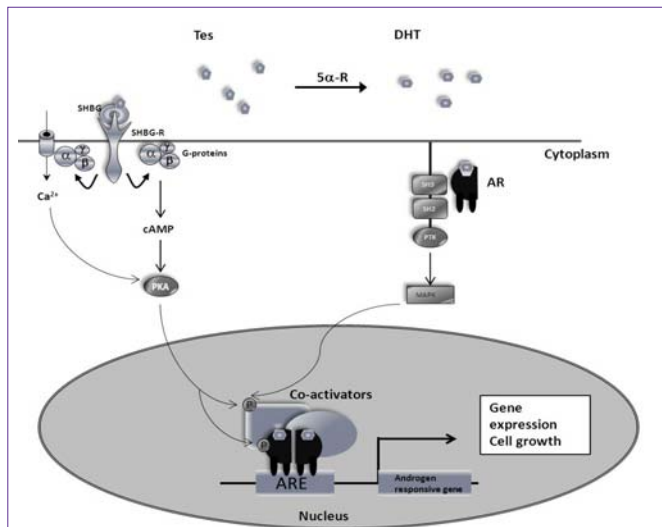 Tes
DHT
5α-R
SHBG
SHBG-R
α
γ
β
α
γ
β
G-proteins
Cytoplasm
AR
SH3
SH2
PTK
Ca2+
cAMP
PKA
MAPK
Co-activators
Gene
expression
Cell growth
ARE
Androgen
responsive gene
Nucleus